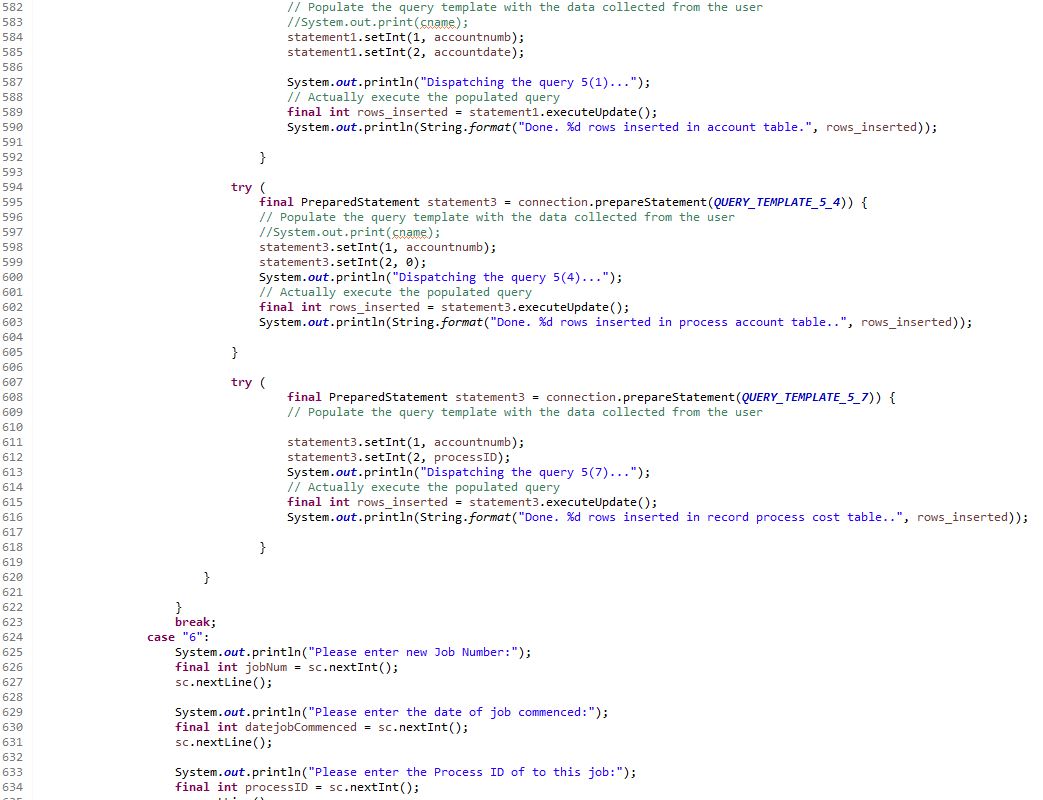 582 // Populate the query template with the data collected from the user
583 //System.out.print(cname);
584 statement1.setInt(1, accountnumb);
585 statement1.setInt(2, accountdate);
586
587 System.out.println("Dispatching the query 5(1)...");
588 // Actually execute the populated query
589 final int rows_inserted = statement1.executeUpdate();
590 System.out.println(String.format("Done. %d rows inserted in account table.", rows_inserted));
591
592 }
593
594 try (
595 final PreparedStatement statement3 = connection.prepareStatement(QUERY_TEMPLATE_5_4)) {
596 // Populate the query template with the data collected from the user
597 //System.out.print(cname);
598 statement3.setInt(1, accountnumb);
599 statement3.setInt(2, 0);
600 System.out.println("Dispatching the query 5(4)...");
601 // Actually execute the populated query
602 final int rows_inserted = statement3.executeUpdate();
603 System.out.println(String.format("Done. %d rows inserted in process account table..", rows_inserted));
604
605 }
606
607 try (
608 final PreparedStatement statement3 = connection.prepareStatement(QUERY_TEMPLATE_5_7)) {
609 // Populate the query template with the data collected from the user
610
611 statement3.setInt(1, accountnumb);
612 statement3.setInt(2, processID);
613 System.out.println("Dispatching the query 5(7)...");
614 // Actually execute the populated query
615 final int rows_inserted = statement3.executeUpdate();
616 System.out.println(String.format("Done. %d rows inserted in record process cost table..", rows_inserted));
617
618 }
619
620 }
621
622 }
623 break;
624 case "6":
625 System.out.println("Please enter new Job Number:");
626 final int jobNum = sc.nextInt();
627 sc.nextLine();
628
629 System.out.println("Please enter the date of job commenced:");
630 final int datejobCommenced = sc.nextInt();
631 sc.nextLine();
632
633 System.out.println("Please enter the Process ID of to this job:");
634 final int processID = sc.nextInt();